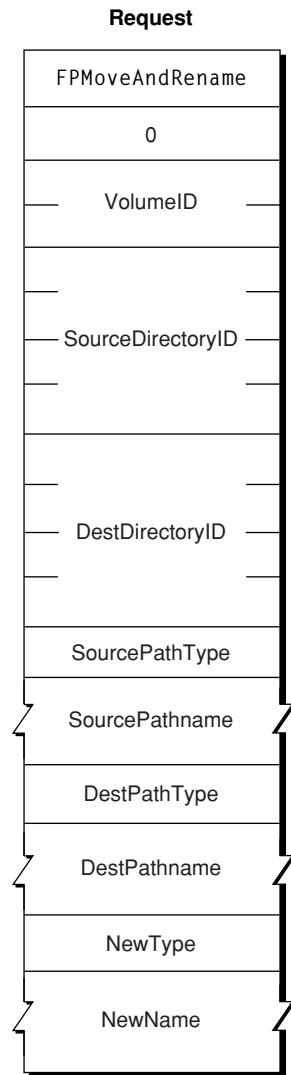 Request
FPMoveAndRename
0
VolumeID
SourceDirectoryID
DestDirectoryID
SourcePathType
SourcePathname
DestPathType
DestPathname
NewType
NewName